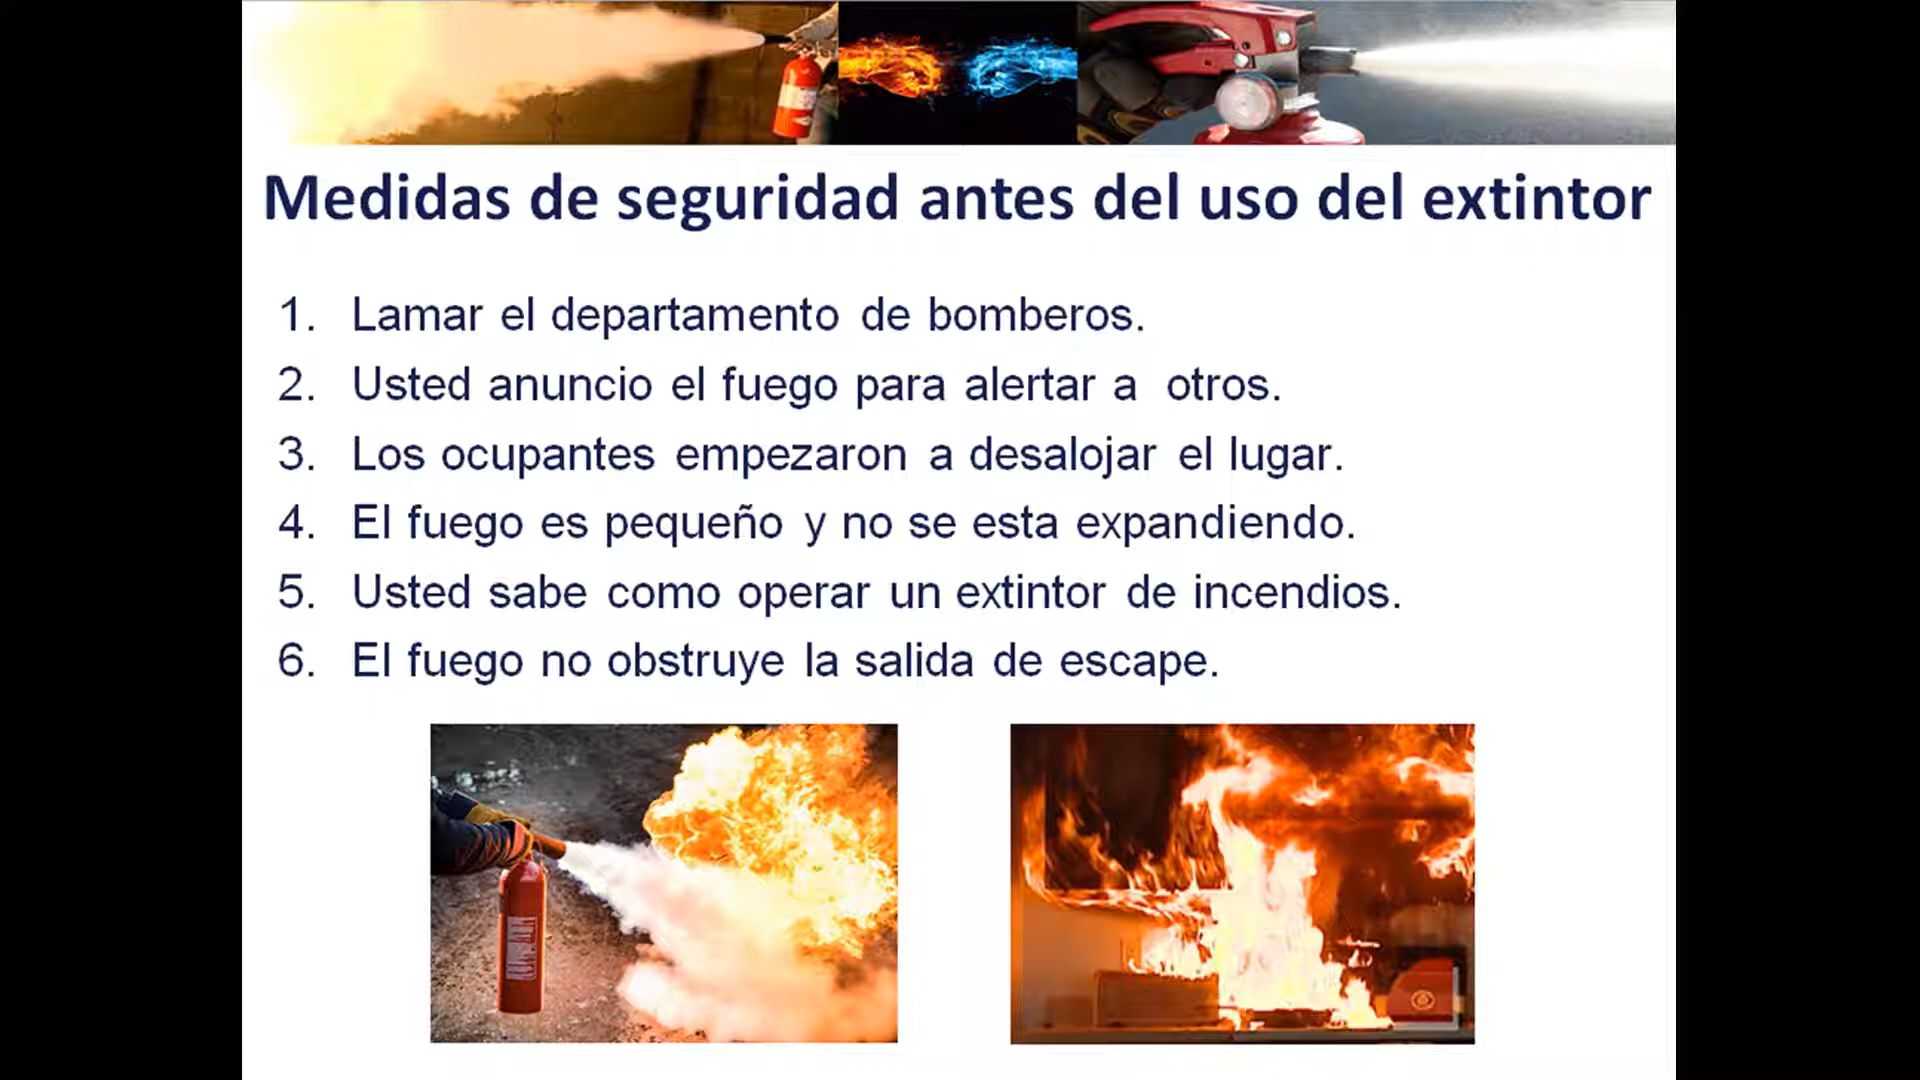 Medidas de seguridad antes del uso del extintor
1. Lamar el departamento de bomberos.
2. Usted anuncio el fuego para alertar a otros.
3. Los ocupantes empezaron a desalojar el lugar.
4. El fuego es pequeño y no se esta expandiendo.
5. Usted sabe como operar un extintor de incendios.
6. El fuego no obstruye la salida de escape.